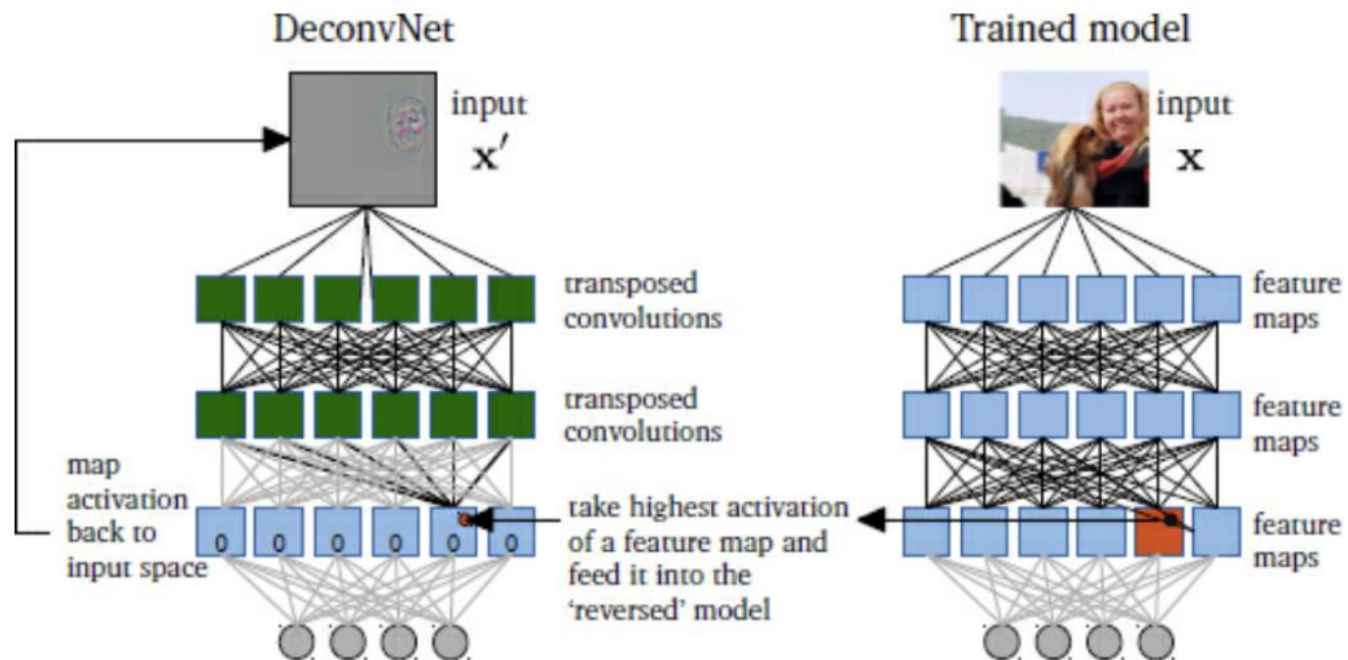 DeconvNet
Trained model
input
x′
input
x
transposed
convolutions
feature
maps
transposed
convolutions
feature
maps
map
activation
back to
input space
0 0 0 0 0 0
take highest activation
of a feature map and
feed it into the
‘reversed’ model
feature
maps